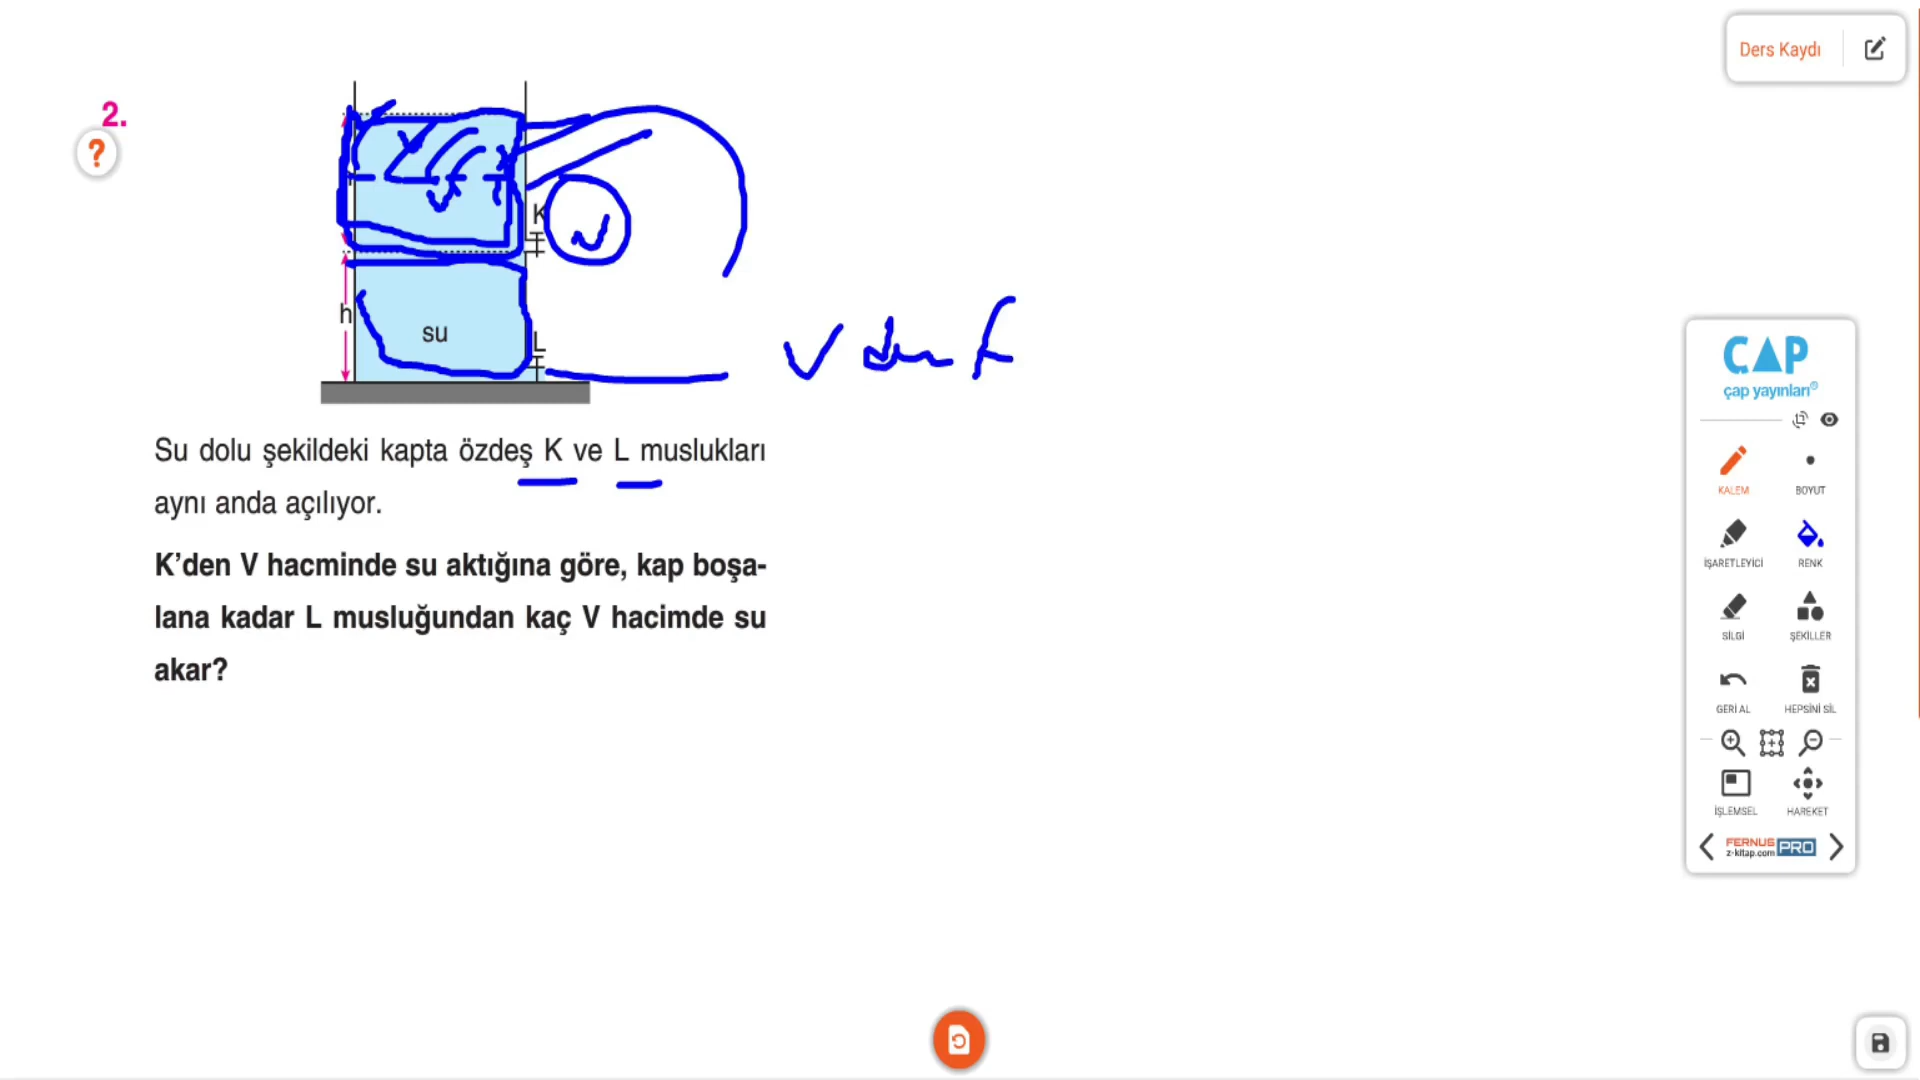 Ders Kaydı
2.
?
V
V
K
V
h
su
L
V den
Su dolu şekildeki kapta özdeş K ve L muslukları
aynı anda açılıyor.
K’den V hacminde su aktığına göre, kap boşa-
lana kadar L musluğundan kaç V hacimde su
akar?
ÇAP
çap yayınları®
KALEM
BOYUT
İŞARETLEYİCİ
RENK
SİLGİ
ŞEKİLLER
GERİ AL
HEPSİNİ SİL
İŞLEMSEL
HAREKET
FERNUS PRO
z-kitap.com